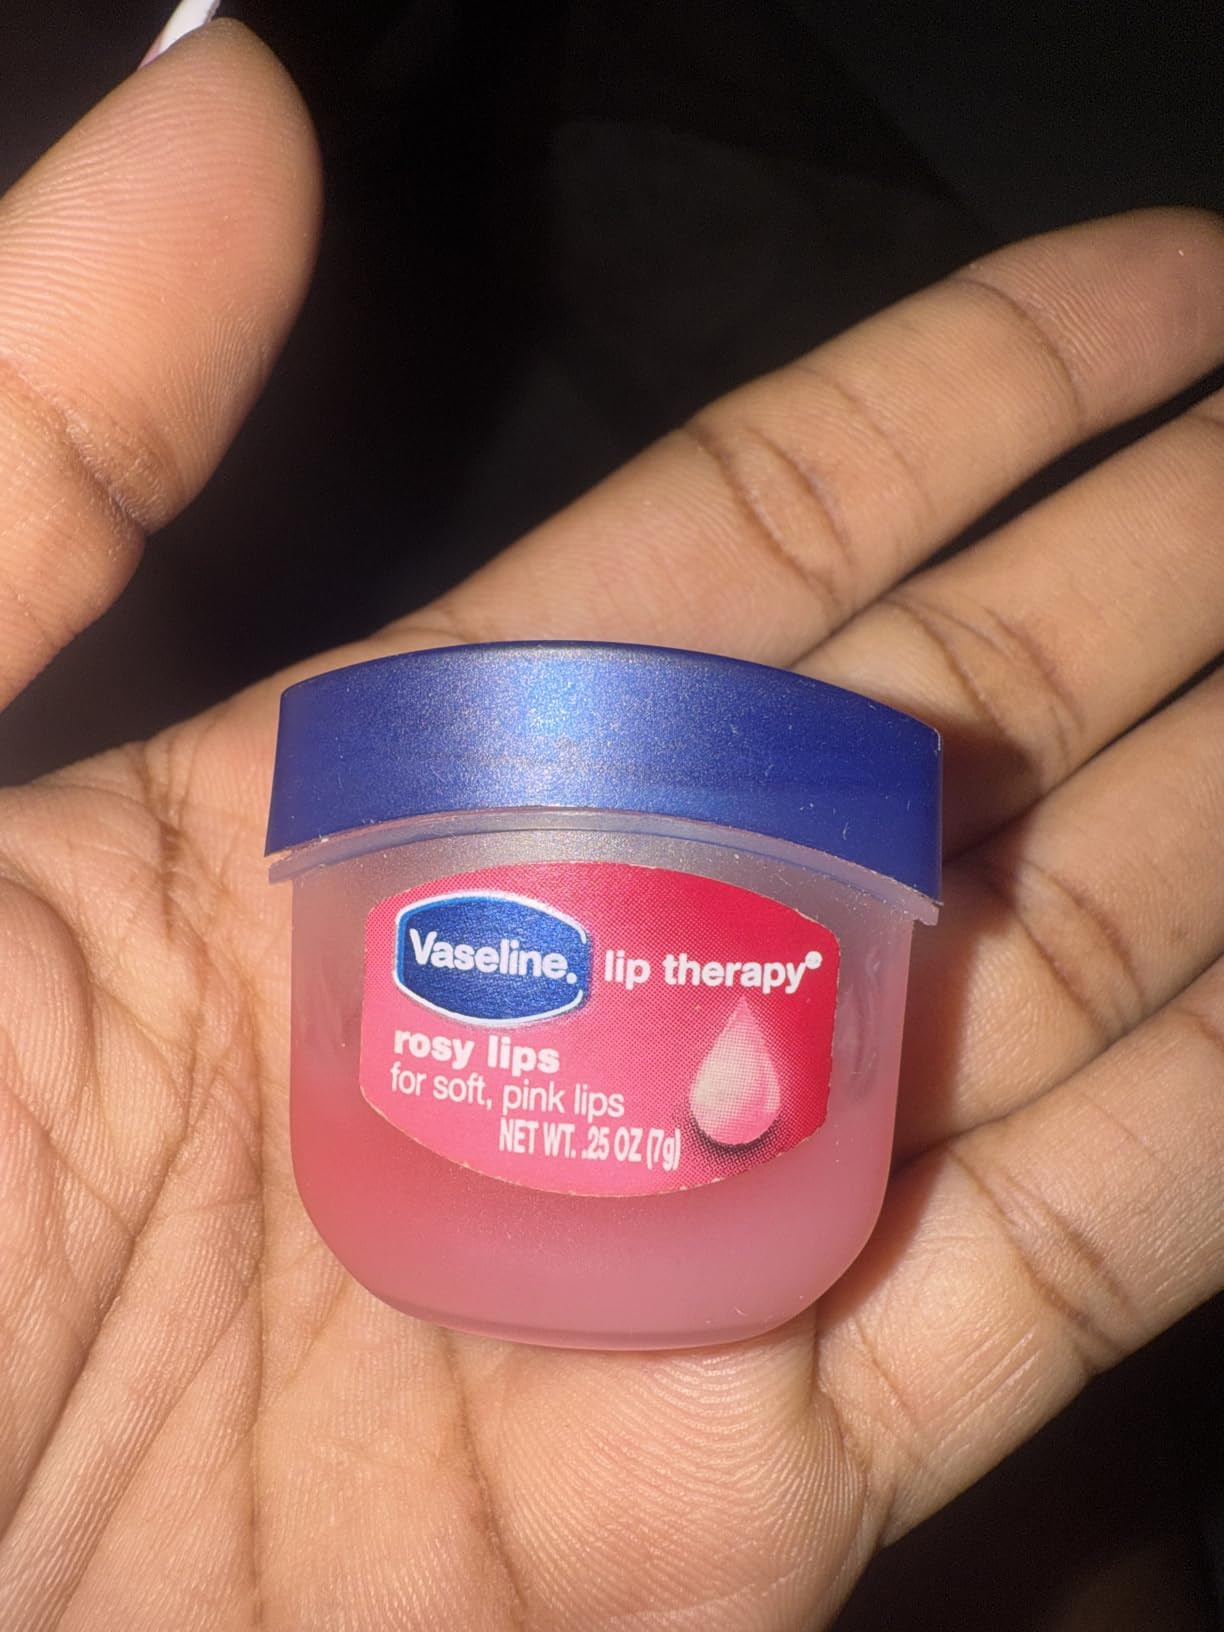 Vaseline. lip therapy®
rosy lips
for soft, pink lips
NET WT. .25 OZ (7g)